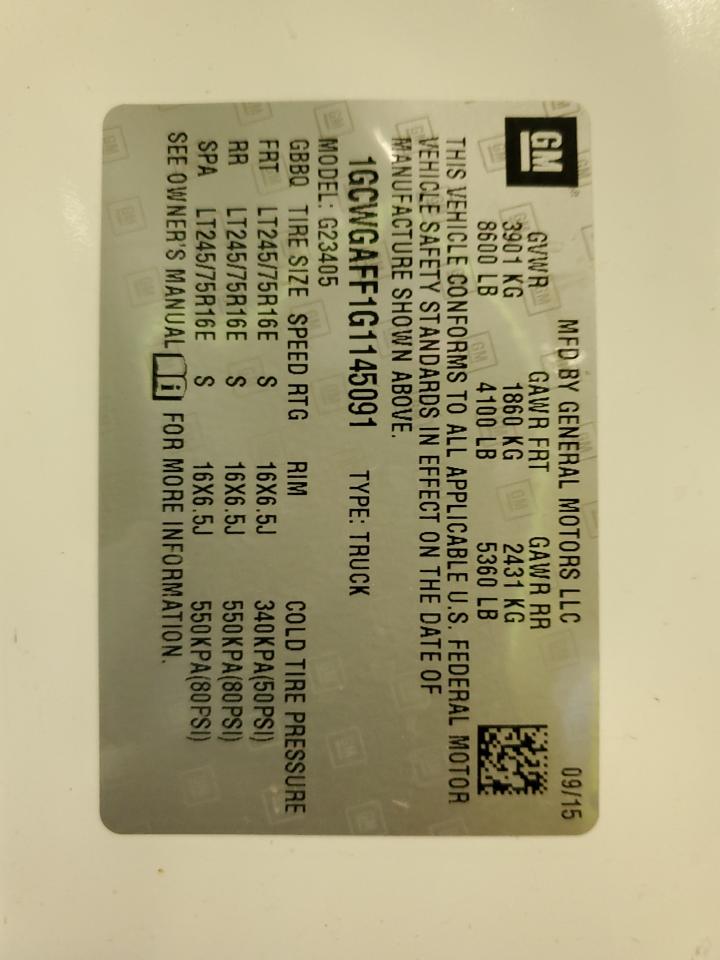 GM
MFD BY GENERAL MOTORS LLC 09/15
GVWR GAWR FRT GAWR RR
3901 KG 1860 KG 2431 KG
8600 LB 4100 LB 5360 LB
THIS VEHICLE CONFORMS TO ALL APPLICABLE U.S. FEDERAL MOTOR
VEHICLE SAFETY STANDARDS IN EFFECT ON THE DATE OF
MANUFACTURE SHOWN ABOVE.
1GCWGAFF1G1145091 TYPE: TRUCK
MODEL: G23405
GBBQ TIRE SIZE SPEED RTG RIM COLD TIRE PRESSURE
FRT LT245/75R16E S 16X6.5J 340KPA(50PSI)
RR LT245/75R16E S 16X6.5J 550KPA(80PSI)
SPA LT245/75R16E S 16X6.5J 550KPA(80PSI)
SEE OWNER'S MANUAL i FOR MORE INFORMATION.